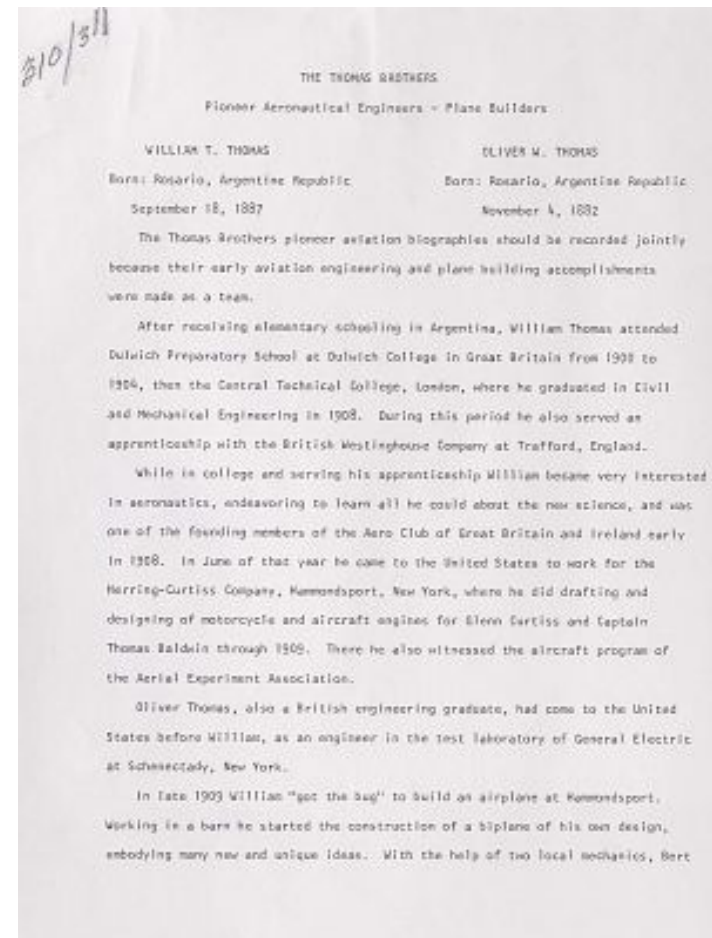 310/311
THE THOMAS BROTHERS
Pioneer Aeronautical Engineers - Plane Builders
WILLIAM T. THOMAS
OLIVER W. THOMAS
Born: Rosario, Argentine Republic
Born: Rosario, Argentine Republic
September 18, 1887
November 4, 1882
The Thomas Brothers pioneer aviation biographies should be recorded jointly
because their early aviation engineering and plane building accomplishments
were made as a team.
After receiving elementary schooling in Argentina, William Thomas attended
Dulwich Preparatory School at Dulwich College in Great Britain from 1900 to
1904, then the Central Technical College, London, where he graduated in Civil
and Mechanical Engineering in 1908. During this period he also served an
apprenticeship with the British Westinghouse Company at Trafford, England.
While in college and serving his apprenticeship William became very interested
in aeronautics, endeavoring to learn all he could about the new science, and was
one of the founding members of the Aero Club of Great Britain and Ireland early
in 1908. In June of that year he came to the United States to work for the
Herring-Curtiss Company, Hammondsport, New York, where he did drafting and
designing of motorcycle and aircraft engines for Glenn Curtiss and Captain
Thomas Baldwin through 1909. There he also witnessed the aircraft program of
the Aerial Experiment Association.
Oliver Thomas, also a British engineering graduate, had come to the United
States before William, as an engineer in the test laboratory of General Electric
at Schenectady, New York.
In late 1909 William "got the bug" to build an airplane at Hammondsport.
Working in a barn he started the construction of a biplane of his own design,
embodying many new and unique ideas. With the help of two local mechanics, Bert